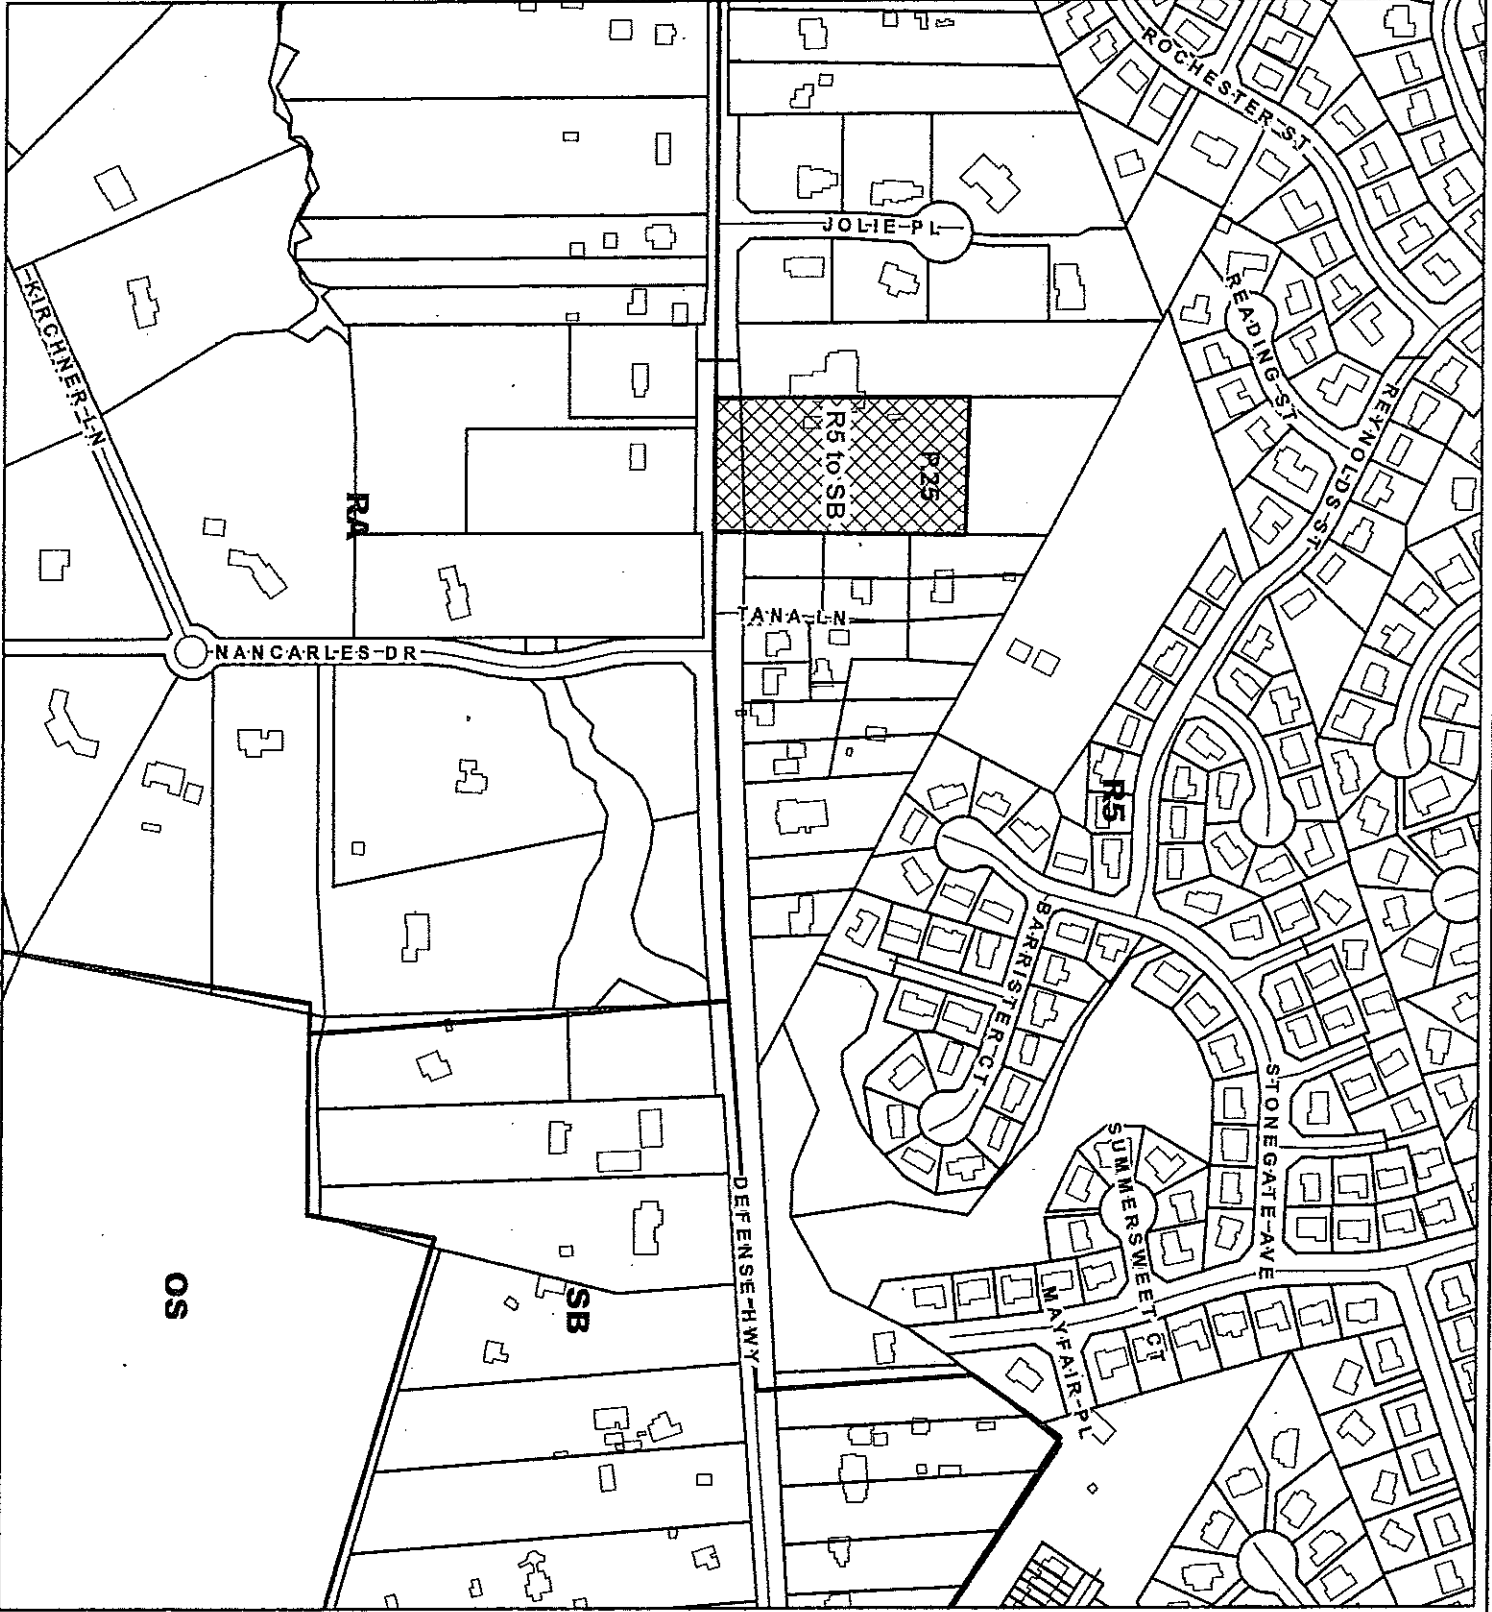 ROCHESTER-ST
JOLIE-PL
READING-ST
REYNOLDS-ST
KIRCHNER-LN
R5 to SB
P.25
RA
TANA-LN
NANCARLES-DR
R5
BARRISTER-CT
STONEGATE-AVE
SUMMERSWEET CT
DEFENSE-HWY
MAYFAIR-PL
OS
SB